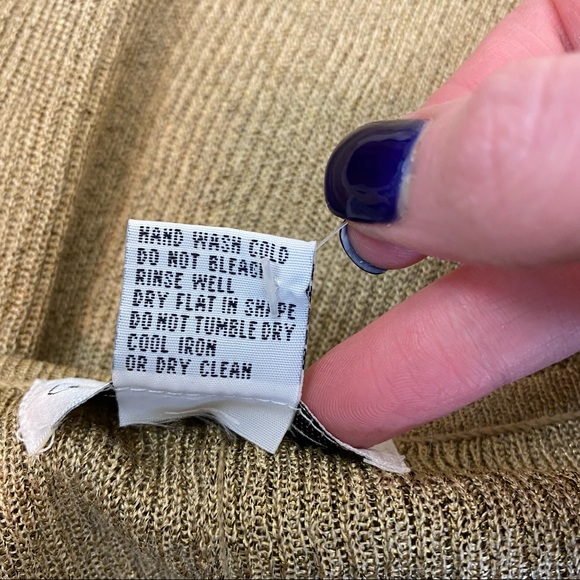 HAND WASH COLD
DO NOT BLEACH
RINSE WELL
DRY FLAT IN SHAPE
DO NOT TUMBLE DRY
COOL IRON
OR DRY CLEAN